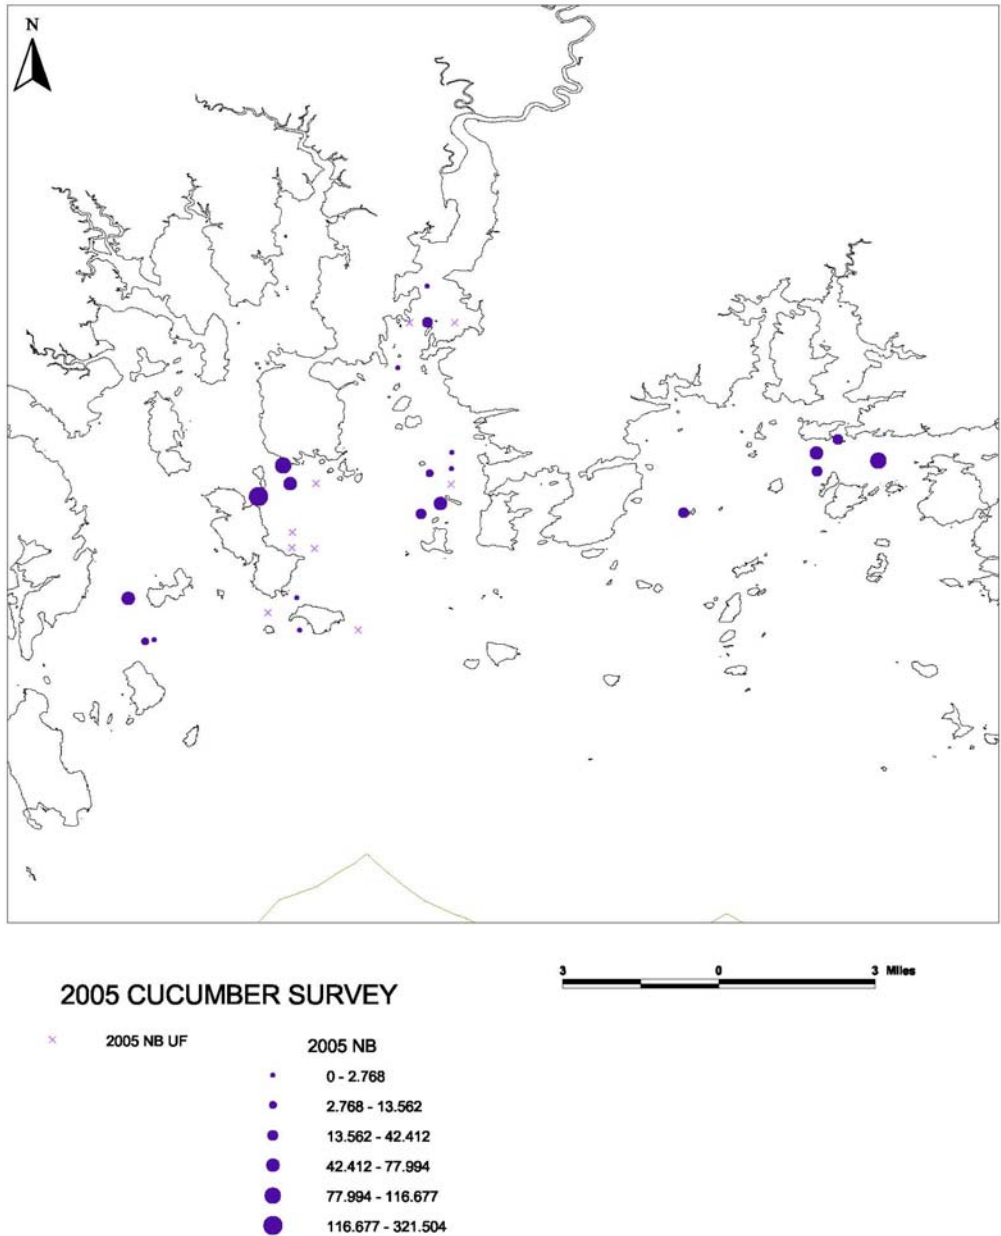 N
3 0 3 Miles
2005 CUCUMBER SURVEY
× 2005 NB UF
2005 NB
0 - 2.768
2.768 - 13.562
13.562 - 42.412
42.412 - 77.994
77.994 - 116.677
116.677 - 321.504